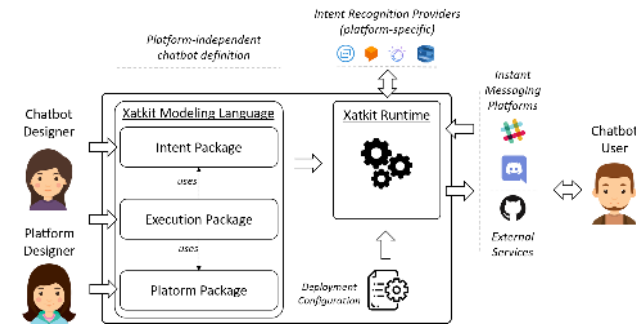 Intent Recognition Providers
(platform-specific)
Platform-independent
chatbot definition
Instant
Messaging
Platforms
Xatkit Modeling Language
Xatkit Runtime
Chatbot
Designer
Intent Package
Chatbot
User
uses
Execution Package
Platform
Designer
uses
External
Services
Platorm Package
Deployment
Configuration